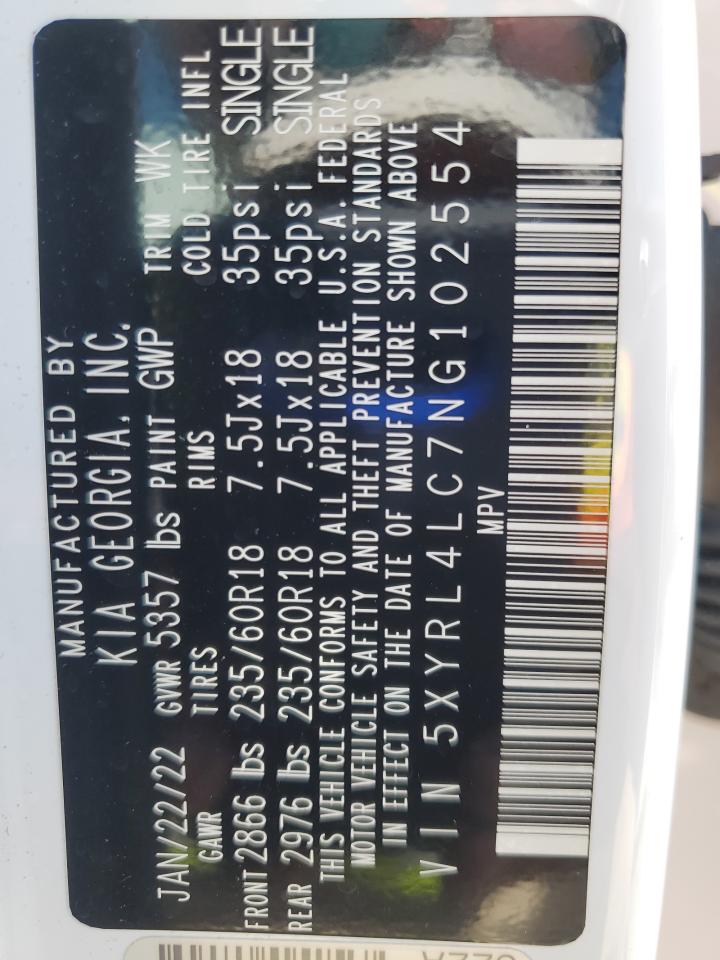 MANUFACTURED BY
KIA GEORGIA, INC.
JAN/22/22 GVWR 5357 lbs PAINT GWP TRIM WK
GAWR TIRES RIMS COLD TIRE INFL
FRONT 2866 lbs 235/60R18 7.5Jx18 35psi SINGLE
REAR 2976 lbs 235/60R18 7.5Jx18 35psi SINGLE
THIS VEHICLE CONFORMS TO ALL APPLICABLE U.S.A. FEDERAL
MOTOR VEHICLE SAFETY AND THEFT PREVENTION STANDARDS
IN EFFECT ON THE DATE OF MANUFACTURE SHOWN ABOVE
VIN 5XYRL4LC7NG102554
MPV